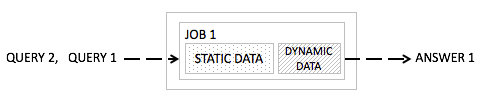 JOB 1
QUERY 2, QUERY 1
STATIC DATA
DYNAMIC
DATA
ANSWER 1